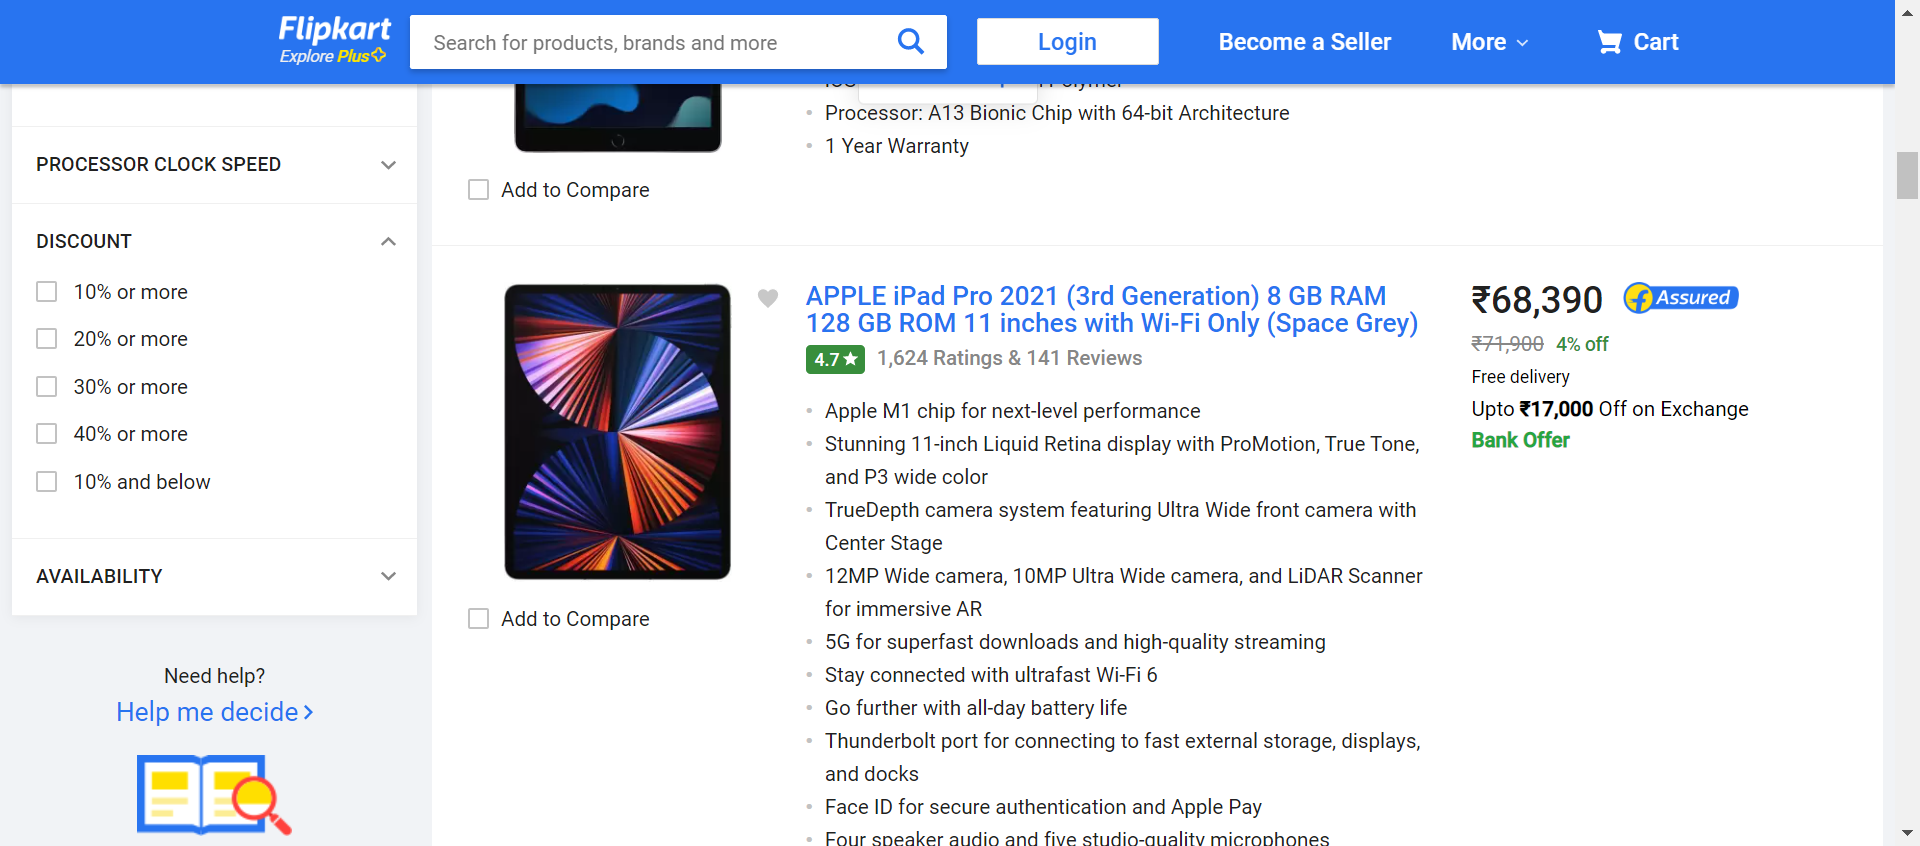 Flipkart
Explore Plus
Search for products, brands and more
Login
Become a Seller
More
Cart
PROCESSOR CLOCK SPEED
DISCOUNT
10% or more
20% or more
30% or more
40% or more
10% and below
AVAILABILITY
Need help?
Help me decide
Processor: A13 Bionic Chip with 64-bit Architecture
1 Year Warranty
Add to Compare
APPLE iPad Pro 2021 (3rd Generation) 8 GB RAM
128 GB ROM 11 inches with Wi-Fi Only (Space Grey)
4.7★ 1,624 Ratings & 141 Reviews
Apple M1 chip for next-level performance
Stunning 11-inch Liquid Retina display with ProMotion, True Tone,
and P3 wide color
TrueDepth camera system featuring Ultra Wide front camera with
Center Stage
12MP Wide camera, 10MP Ultra Wide camera, and LiDAR Scanner
for immersive AR
5G for superfast downloads and high-quality streaming
Stay connected with ultrafast Wi-Fi 6
Go further with all-day battery life
Thunderbolt port for connecting to fast external storage, displays,
and docks
Face ID for secure authentication and Apple Pay
Four speaker audio and five studio-quality microphones
Add to Compare
₹68,390
f Assured
₹71,900 4% off
Free delivery
Upto ₹17,000 Off on Exchange
Bank Offer